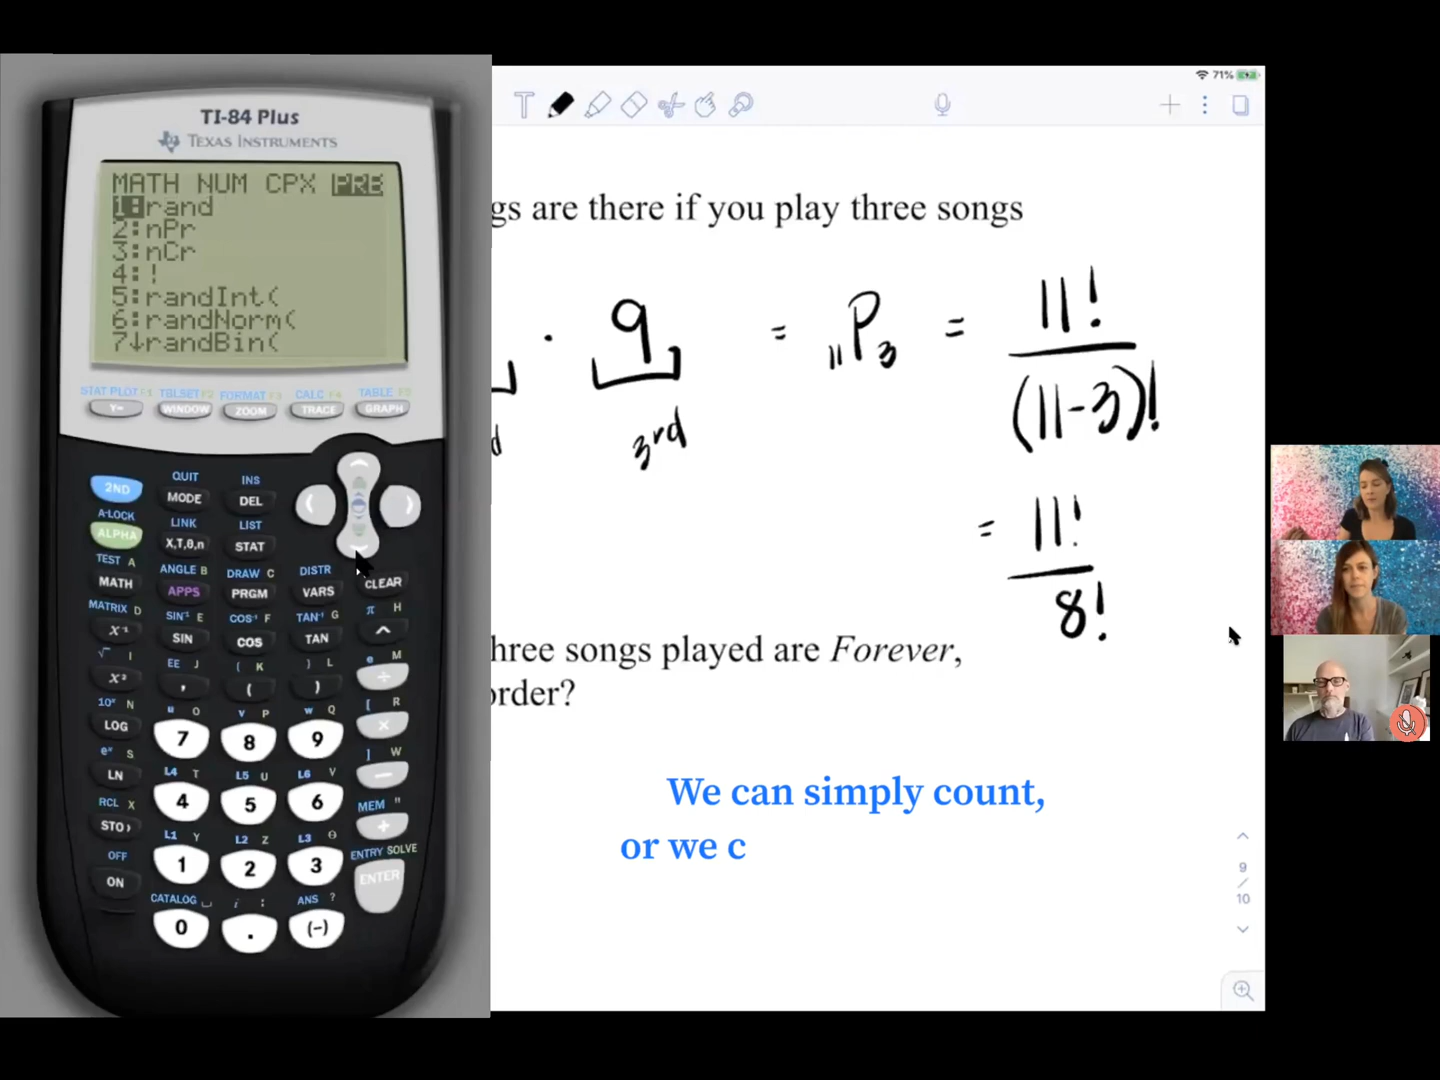 71%
TI-84 Plus
TEXAS INSTRUMENTS
MATH NUM CPX PRB
1:rand
2:nPr
3:nCr
4:!
5:randInt(
6:randNorm(
7↓randBin(
STAT PLOT F1 TBLSET F2 FORMAT F3 CALC F4 TABLE F5
Y= WINDOW ZOOM TRACE GRAPH
QUIT INS
2ND MODE DEL
A-LOCK LINK LIST
ALPHA X,T,θ,n STAT
TEST A ANGLE B DRAW C DISTR
MATH APPS PRGM VARS CLEAR
MATRIX D SIN⁻¹ E COS⁻¹ F TAN⁻¹ G π H
X⁻¹ SIN COS TAN ^
√ I EE J ( K ) L e M
X² , ( ) ÷
10ˣ N u O v P w Q [ R
LOG 7 8 9 ×
eˣ S L4 T L5 U L6 V ] W
LN 4 5 6 −
RCL X L1 Y L2 Z L3 θ MEM "
STO› 1 2 3 +
OFF CATALOG ⎵ i : ANS ? ENTRY SOLVE
ON 0 . (-) ENTER
gs are there if you play three songs
· 9 = ₁₁P₃ = 11! / (11-3)!
d 3rd
= 11! / 8!
hree songs played are Forever,
order?
We can simply count,
or we c
9
/
10